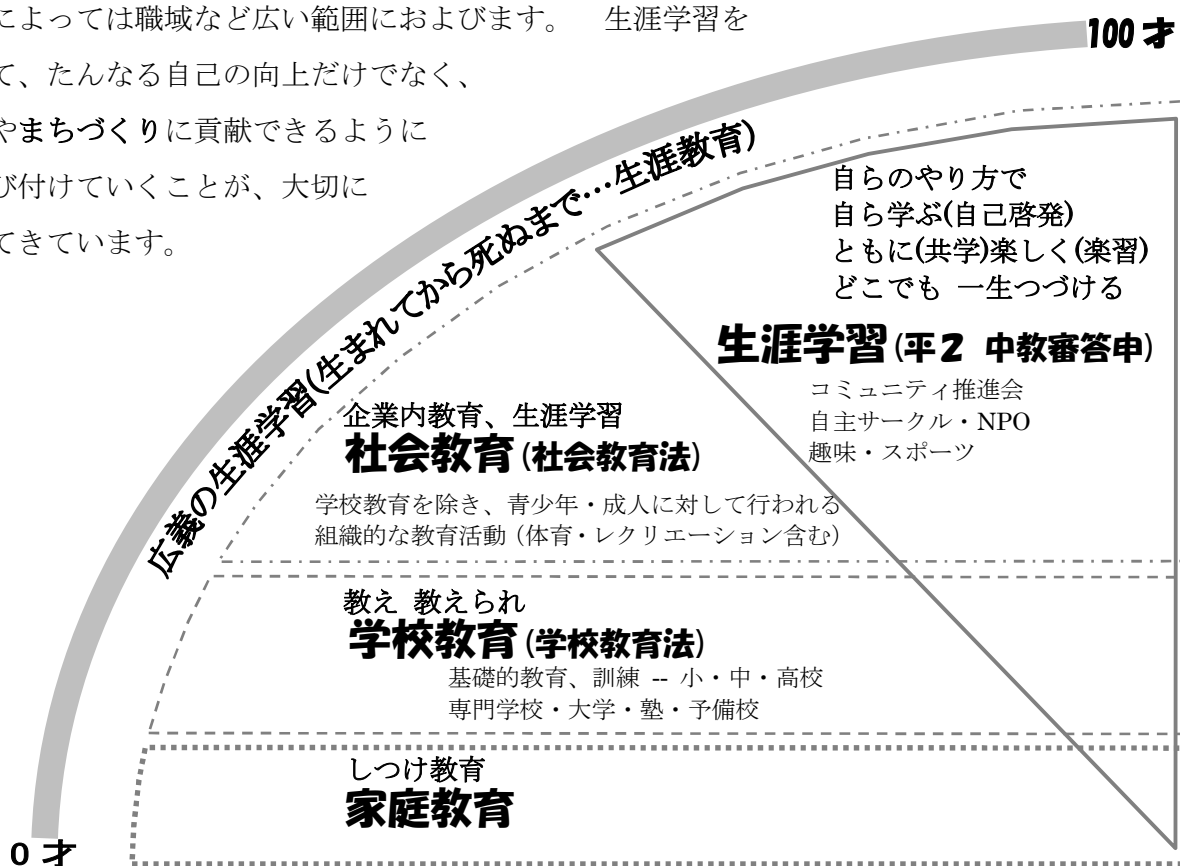 によっては職域など広い範囲におよびます。　生涯学習を
て、たんなる自己の向上だけでなく、
やまちづくりに貢献できるように
び付けていくことが、大切に
てきています。
100才
広義の生涯学習(生まれてから死ぬまで…生涯教育)
自らのやり方で
自ら学ぶ(自己啓発)
ともに(共学)楽しく(楽習)
どこでも 一生つづける
生涯学習(平2 中教審答申)
コミュニティ推進会
自主サークル・NPO
趣味・スポーツ
企業内教育、生涯学習
社会教育(社会教育法)
学校教育を除き、青少年・成人に対して行われる
組織的な教育活動（体育・レクリエーション含む）
教え 教えられ
学校教育(学校教育法)
基礎的教育、訓練 -- 小・中・高校
専門学校・大学・塾・予備校
しつけ教育
家庭教育
0才